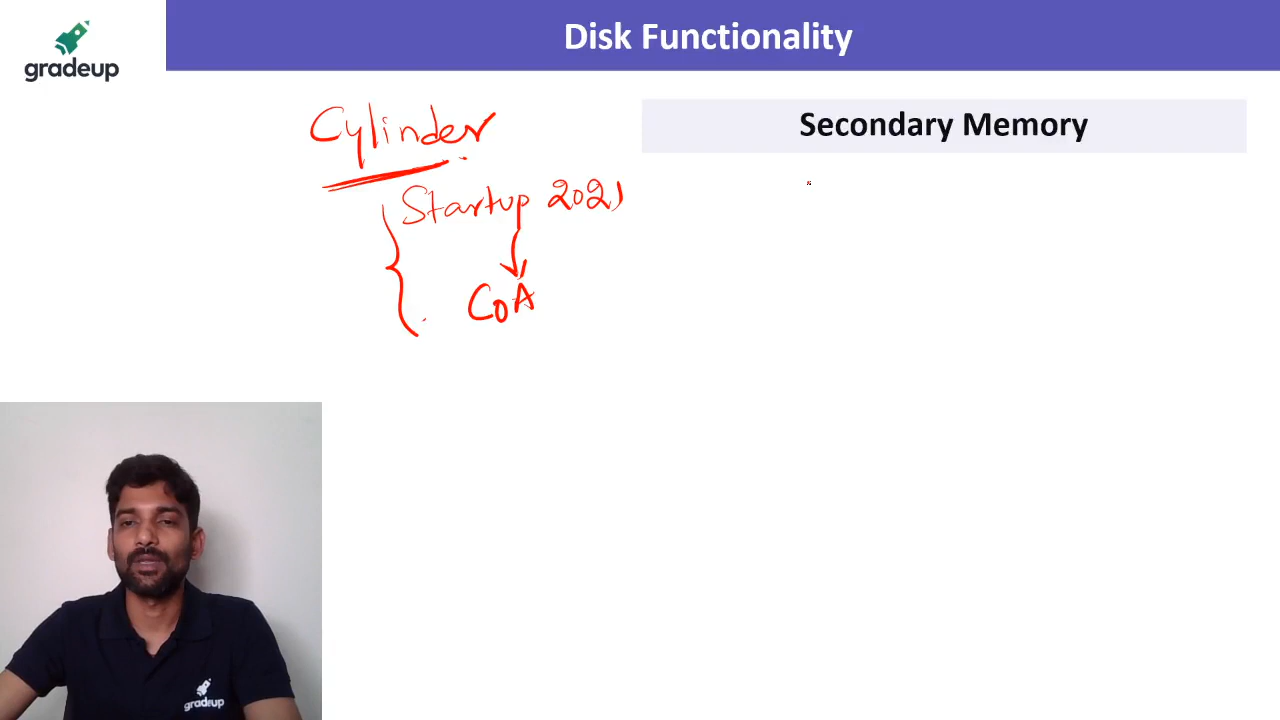 gradeup
Disk Functionality
Cylinder
Secondary Memory
Startup 2021
COA
gradeup